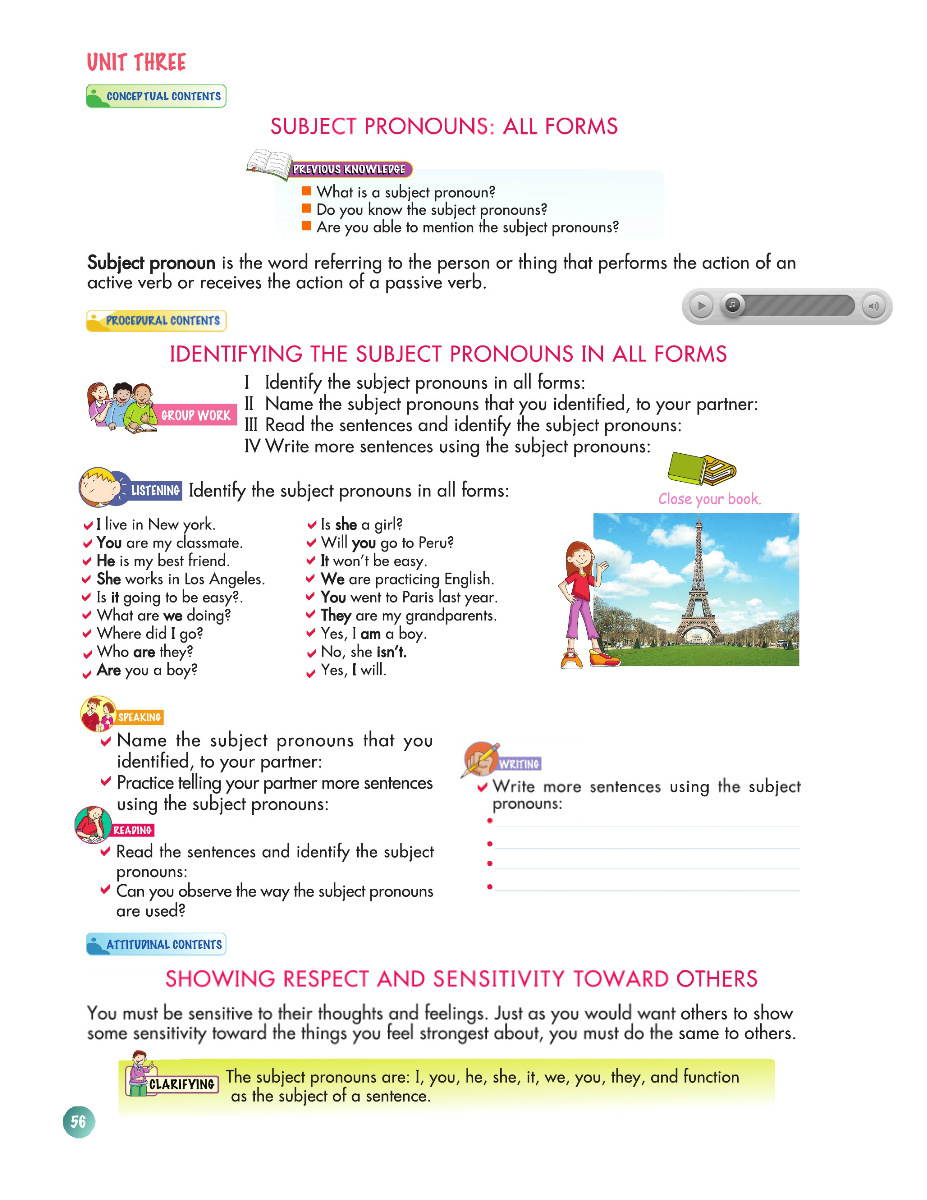 UNIT THREE
CONCEPTUAL CONTENTS
SUBJECT PRONOUNS: ALL FORMS
PREVIOUS KNOWLEDGE
What is a subject pronoun?
Do you know the subject pronouns?
Are you able to mention the subject pronouns?
Subject pronoun is the word referring to the person or thing that performs the action of an
active verb or receives the action of a passive verb.
PROCEDURAL CONTENTS
IDENTIFYING THE SUBJECT PRONOUNS IN ALL FORMS
GROUP WORK
I Identify the subject pronouns in all forms:
II Name the subject pronouns that you identified, to your partner:
III Read the sentences and identify the subject pronouns:
IV Write more sentences using the subject pronouns:
LISTENING Identify the subject pronouns in all forms:
Close your book.
I live in New york.
You are my classmate.
He is my best friend.
She works in Los Angeles.
Is it going to be easy?.
What are we doing?
Where did I go?
Who are they?
Are you a boy?
Is she a girl?
Will you go to Peru?
It won't be easy.
We are practicing English.
You went to Paris last year.
They are my grandparents.
Yes, I am a boy.
No, she isn't.
Yes, I will.
SPEAKING
Name the subject pronouns that you
identified, to your partner:
Practice telling your partner more sentences
using the subject pronouns:
READING
Read the sentences and identify the subject
pronouns:
Can you observe the way the subject pronouns
are used?
WRITING
Write more sentences using the subject
pronouns:
ATTITUDINAL CONTENTS
SHOWING RESPECT AND SENSITIVITY TOWARD OTHERS
You must be sensitive to their thoughts and feelings. Just as you would want others to show
some sensitivity toward the things you feel strongest about, you must do the same to others.
CLARIFYING
The subject pronouns are: I, you, he, she, it, we, you, they, and function
as the subject of a sentence.
56